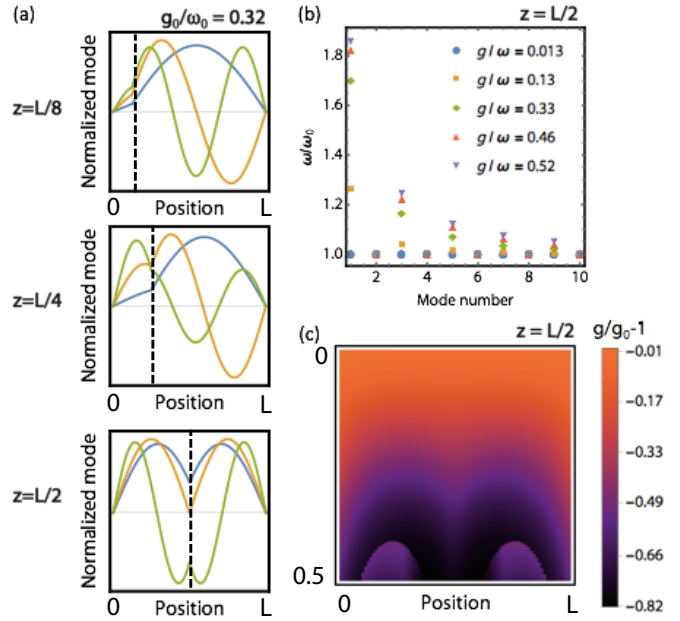 (a)
g₀/ω₀ = 0.32
z=L/8
Normalized mode
0 Position L
z=L/4
Normalized mode
0 Position L
z=L/2
Normalized mode
0 Position L
(b)
z = L/2
ω/ω₀
1.8
1.6
1.4
1.2
1.0
g / ω = 0.013
g / ω = 0.13
g / ω = 0.33
g / ω = 0.46
g / ω = 0.52
2 4 6 8 10
Mode number
(c)
z = L/2
0
0.5
0 Position L
g/g₀-1
-0.01
-0.17
-0.33
-0.49
-0.66
-0.82